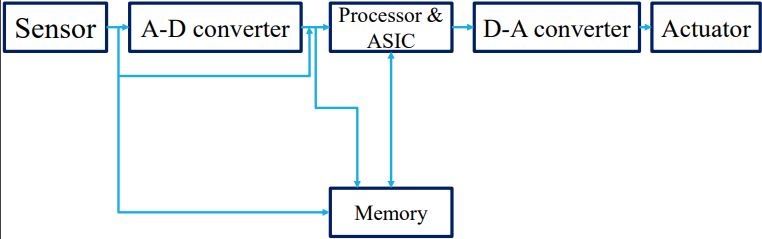 Sensor
A-D converter
Processor &
ASIC
D-A converter
Actuator
Memory